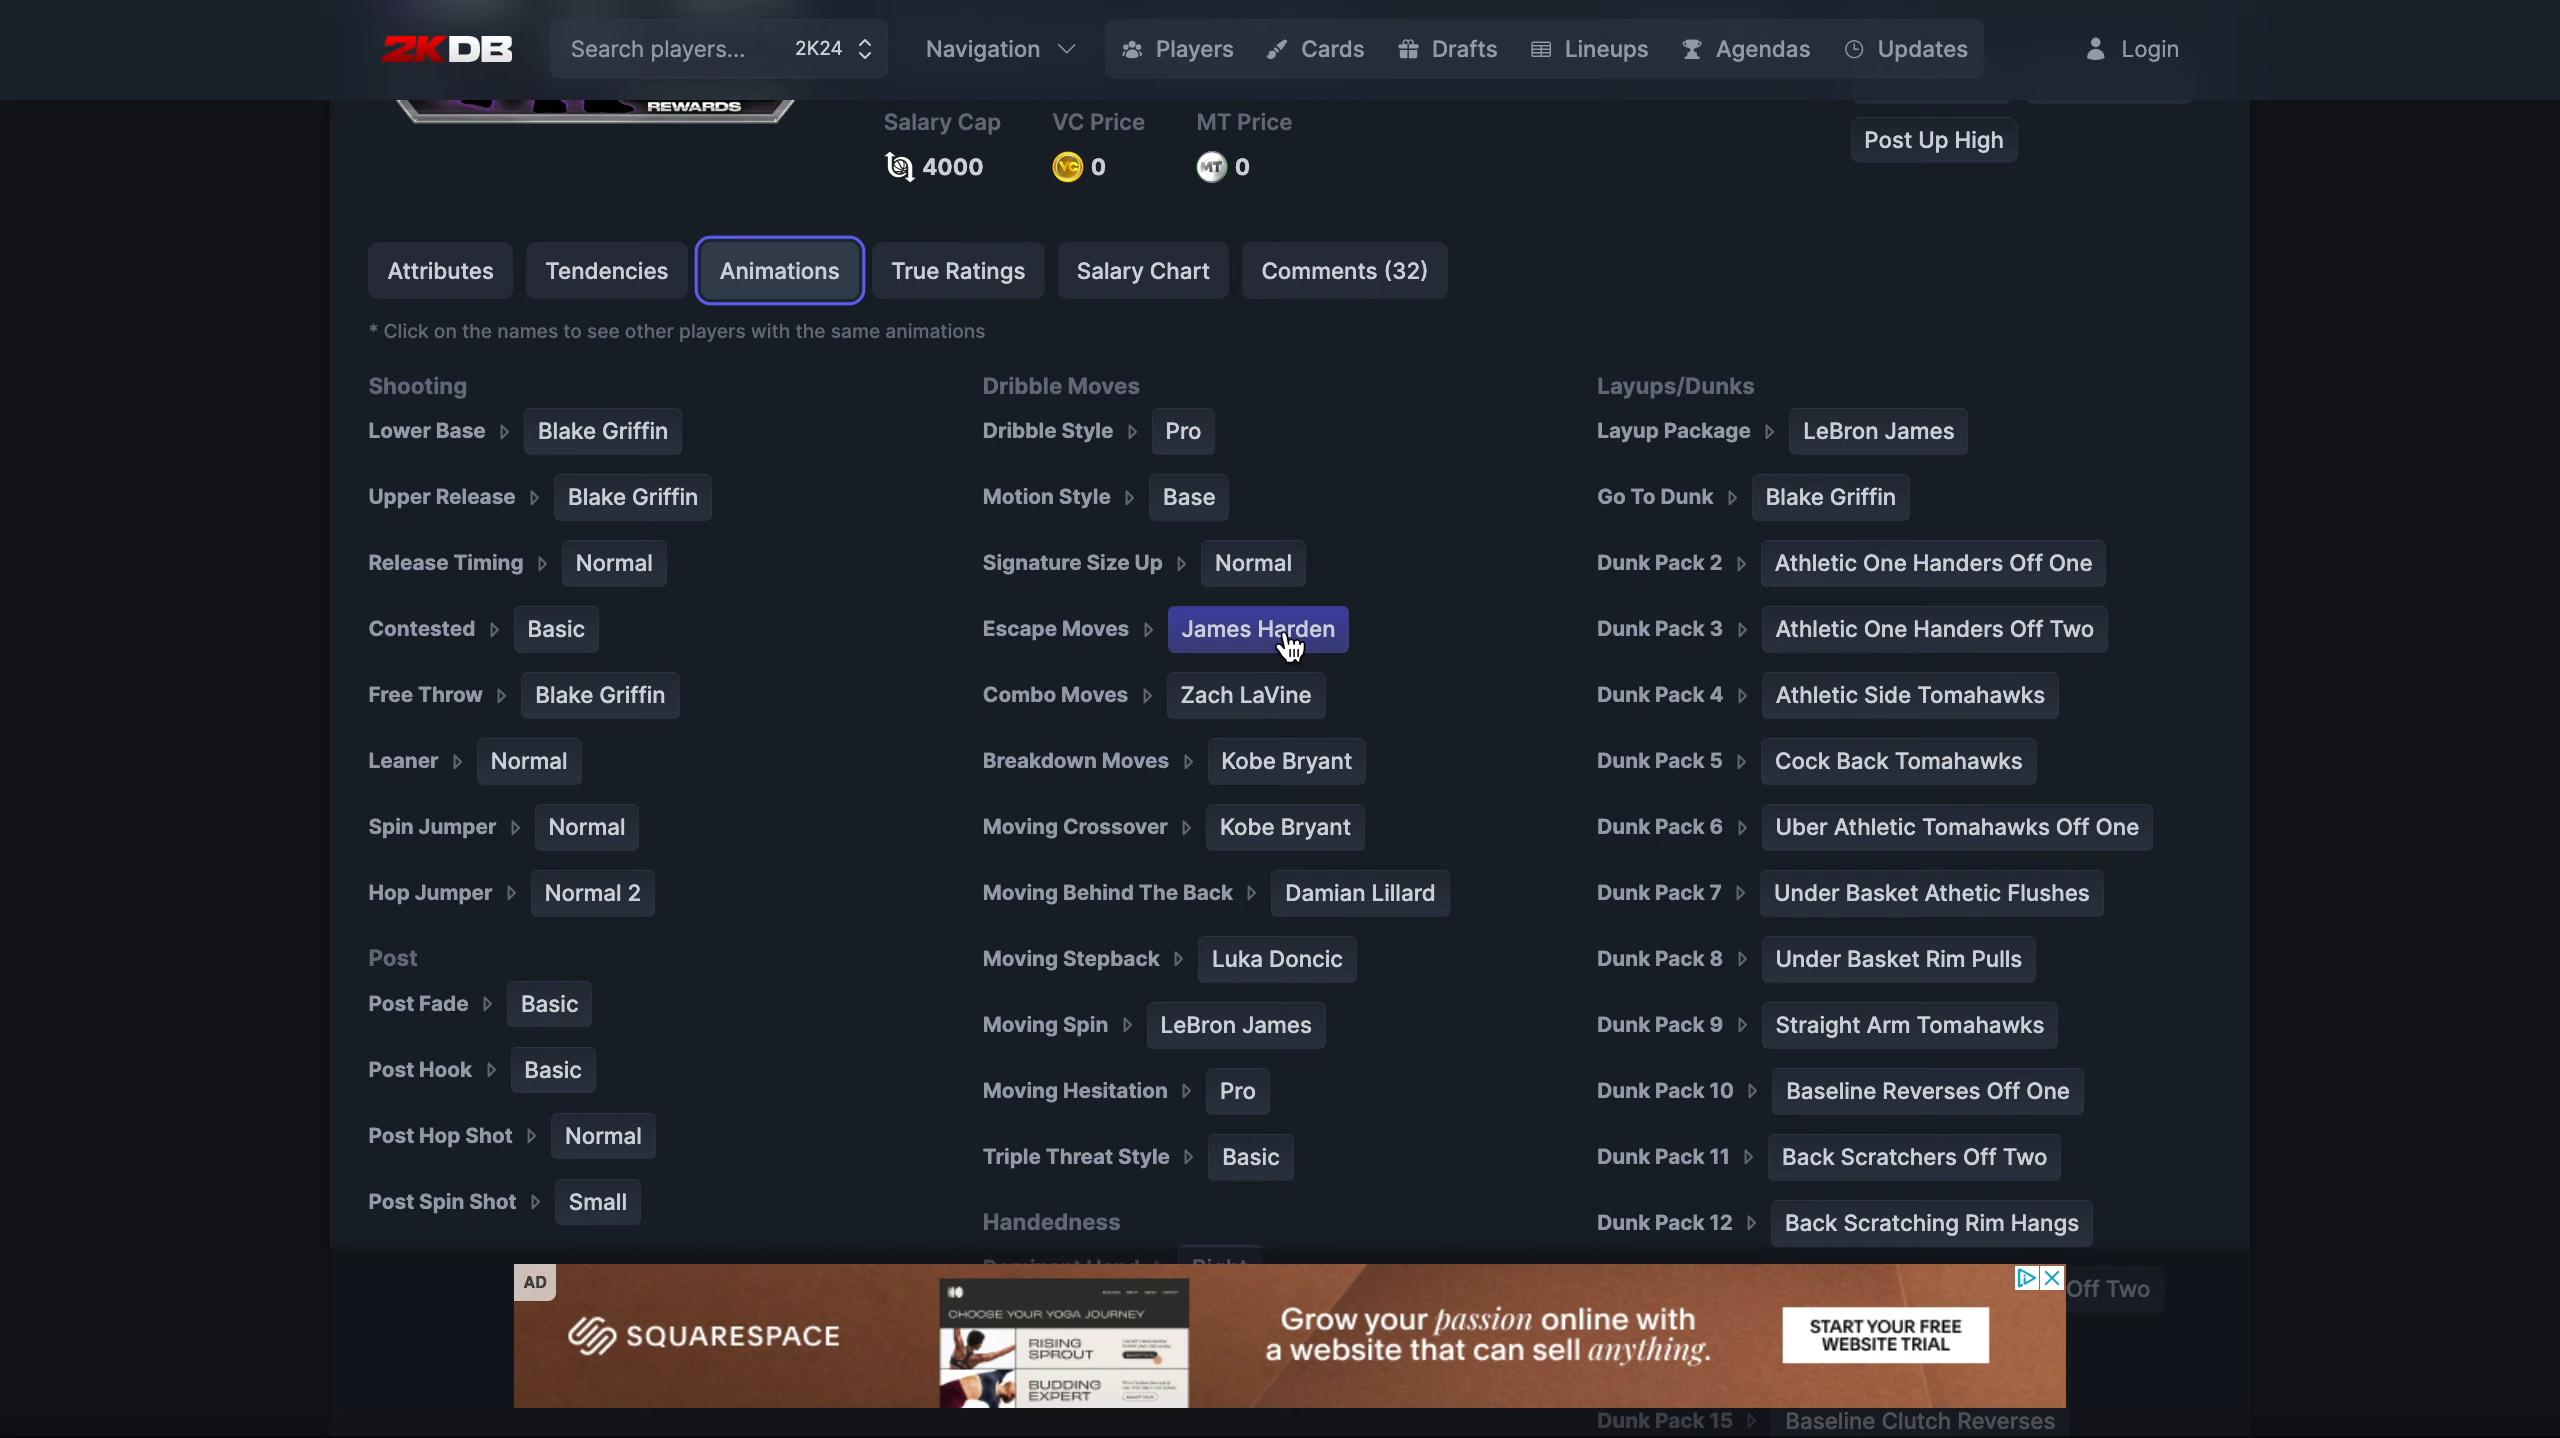 2KDB
Search players...
2K24
Navigation
Players
Cards
Drafts
Lineups
Agendas
Updates
Login
REWARDS
Salary Cap
VC Price
MT Price
4000
VC
0
MT
0
Post Up High
Attributes
Tendencies
Animations
True Ratings
Salary Chart
Comments (32)
* Click on the names to see other players with the same animations
Shooting
Lower Base Blake Griffin
Upper Release Blake Griffin
Release Timing Normal
Contested Basic
Free Throw Blake Griffin
Leaner Normal
Spin Jumper Normal
Hop Jumper Normal 2
Post
Post Fade Basic
Post Hook Basic
Post Hop Shot Normal
Post Spin Shot Small
Dribble Moves
Dribble Style Pro
Motion Style Base
Signature Size Up Normal
Escape Moves James Harden
Combo Moves Zach LaVine
Breakdown Moves Kobe Bryant
Moving Crossover Kobe Bryant
Moving Behind The Back Damian Lillard
Moving Stepback Luka Doncic
Moving Spin LeBron James
Moving Hesitation Pro
Triple Threat Style Basic
Handedness
Dominant Hand Right
Layups/Dunks
Layup Package LeBron James
Go To Dunk Blake Griffin
Dunk Pack 2 Athletic One Handers Off One
Dunk Pack 3 Athletic One Handers Off Two
Dunk Pack 4 Athletic Side Tomahawks
Dunk Pack 5 Cock Back Tomahawks
Dunk Pack 6 Uber Athletic Tomahawks Off One
Dunk Pack 7 Under Basket Athetic Flushes
Dunk Pack 8 Under Basket Rim Pulls
Dunk Pack 9 Straight Arm Tomahawks
Dunk Pack 10 Baseline Reverses Off One
Dunk Pack 11 Back Scratchers Off Two
Dunk Pack 12 Back Scratching Rim Hangs
Off Two
Dunk Pack 15 Baseline Clutch Reverses
AD
SQUARESPACE
CHOOSE YOUR YOGA JOURNEY
RISING
SPROUT
BUDDING
EXPERT
Grow your passion online with
a website that can sell anything.
START YOUR FREE
WEBSITE TRIAL